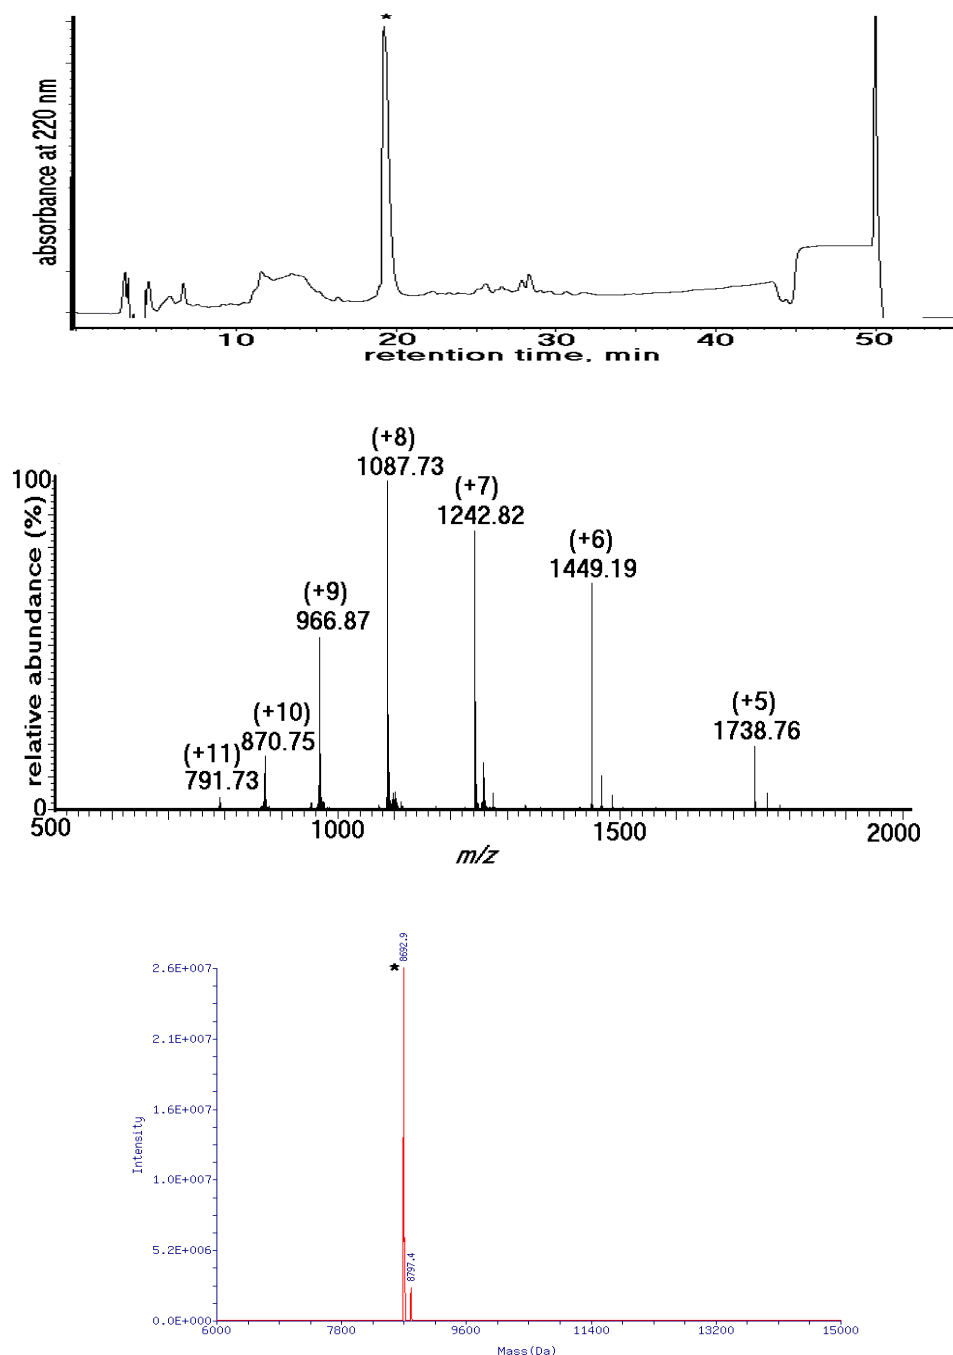 *
absorbance at 220 nm
10 20 30 40 50
retention time, min
(+8)
1087.73
(+7)
1242.82
(+6)
1449.19
(+9)
966.87
(+5)
1738.76
(+10)
870.75
(+11)
791.73
100
relative abundance (%)
0
500 1000 1500 2000
m/z
8692.9
*
2.6E+007
2.1E+007
1.6E+007
1.0E+007
5.2E+006
0.0E+000
Intensity
8797.4
6000 7800 9600 11400 13200 15000
Mass(Da)